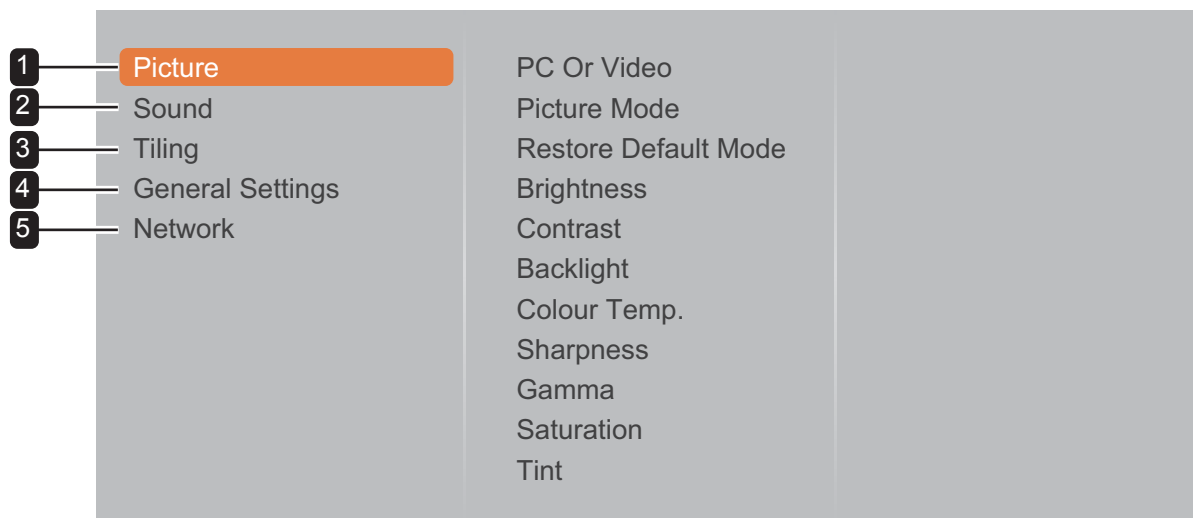 1 Picture
2 Sound
3 Tiling
4 General Settings
5 Network
PC Or Video
Picture Mode
Restore Default Mode
Brightness
Contrast
Backlight
Colour Temp.
Sharpness
Gamma
Saturation
Tint